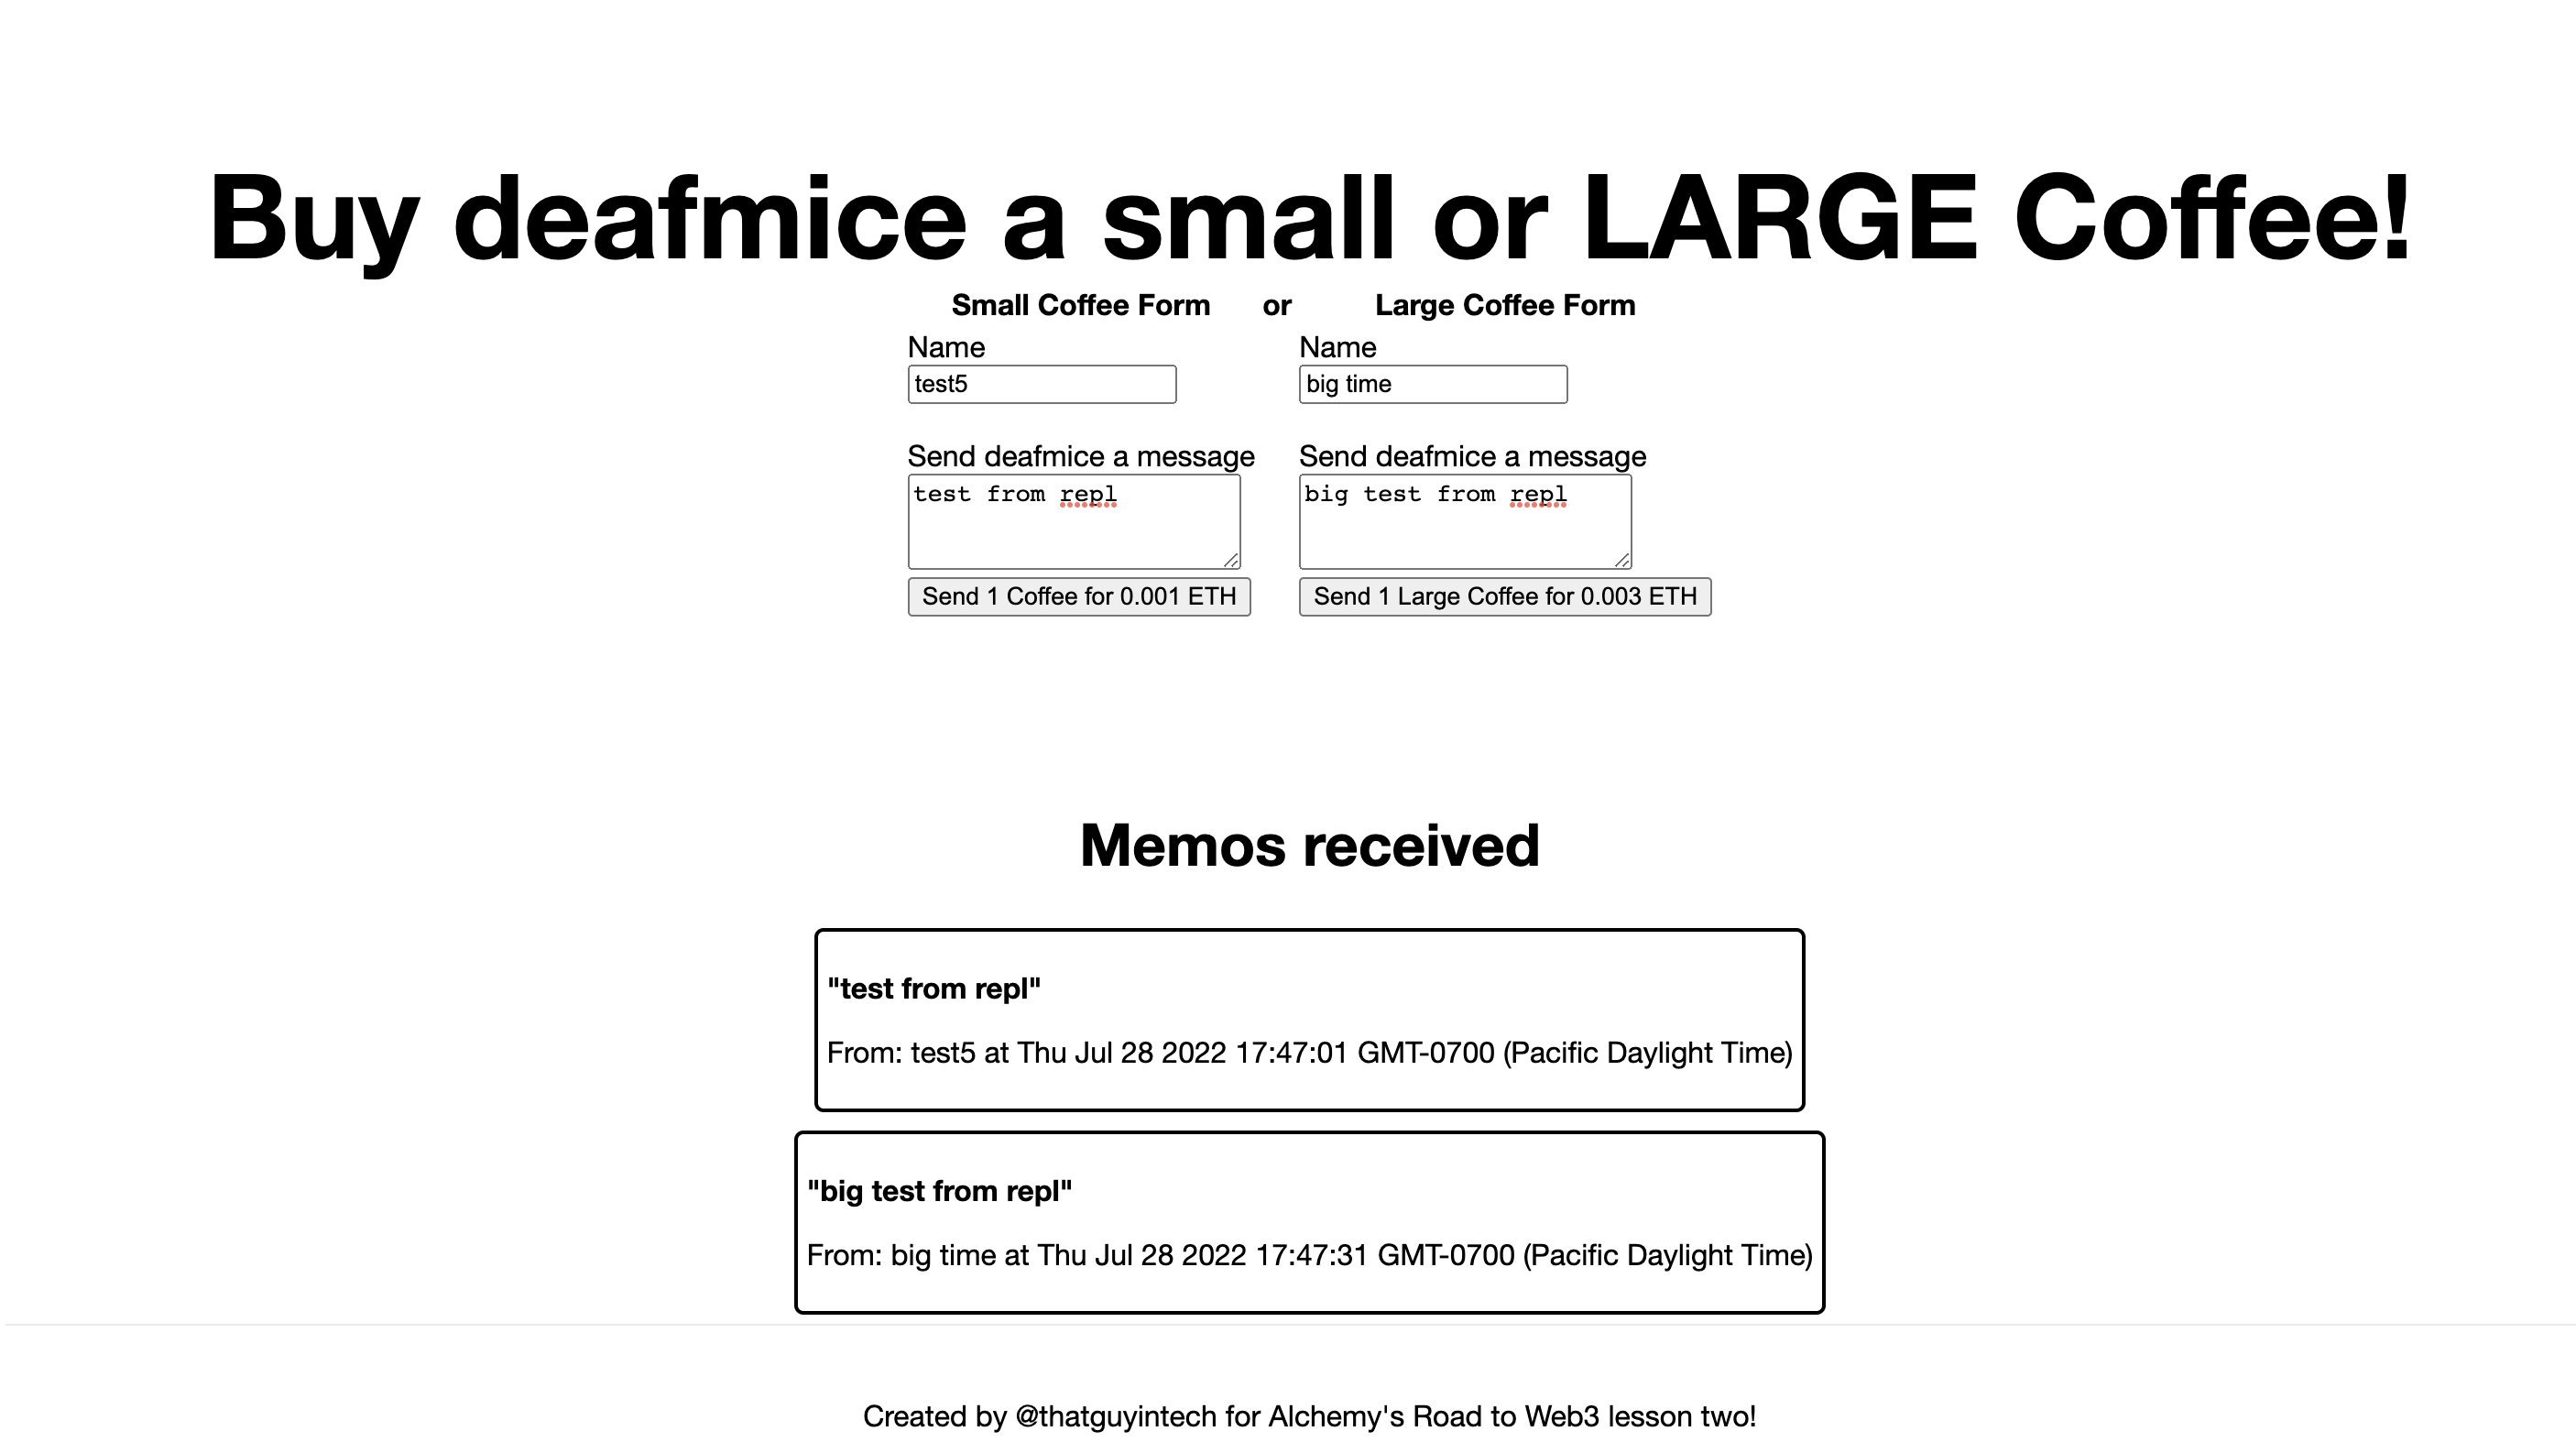 Buy deafmice a small or LARGE Coffee!
Small Coffee Form or Large Coffee Form
Name
test5
Send deafmice a message
test from repl
Send 1 Coffee for 0.001 ETH
Name
big time
Send deafmice a message
big test from repl
Send 1 Large Coffee for 0.003 ETH
Memos received
"test from repl"
From: test5 at Thu Jul 28 2022 17:47:01 GMT-0700 (Pacific Daylight Time)
"big test from repl"
From: big time at Thu Jul 28 2022 17:47:31 GMT-0700 (Pacific Daylight Time)
Created by @thatguyintech for Alchemy's Road to Web3 lesson two!